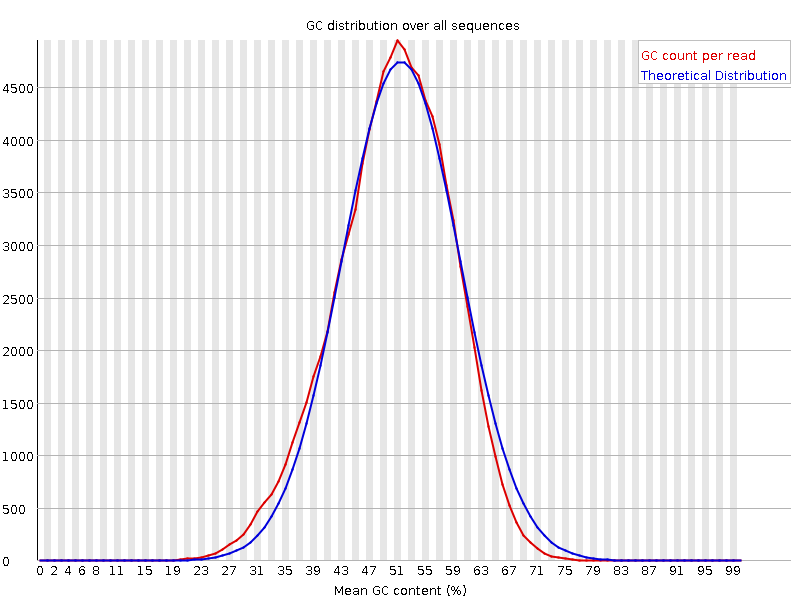 GC distribution over all sequences
GC count per read
Theoretical Distribution
4500
4000
3500
3000
2500
2000
1500
1000
500
0
0 2 4 6 8 11 15 19 23 27 31 35 39 43 47 51 55 59 63 67 71 75 79 83 87 91 95 99
Mean GC content (%)